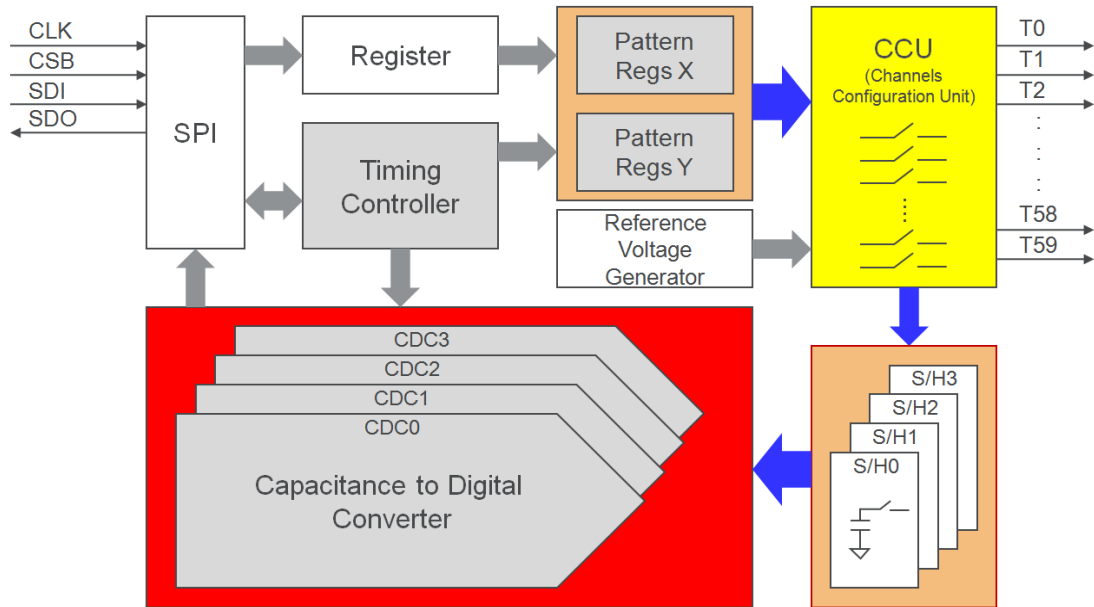 CLK
CSB
SDI
SDO
SPI
Register
Timing
Controller
Pattern
Regs X
Pattern
Regs Y
Reference
Voltage
Generator
CCU
(Channels
Configuration Unit)
T0
T1
T2
T58
T59
CDC3
CDC2
CDC1
CDC0
Capacitance to Digital
Converter
S/H3
S/H2
S/H1
S/H0